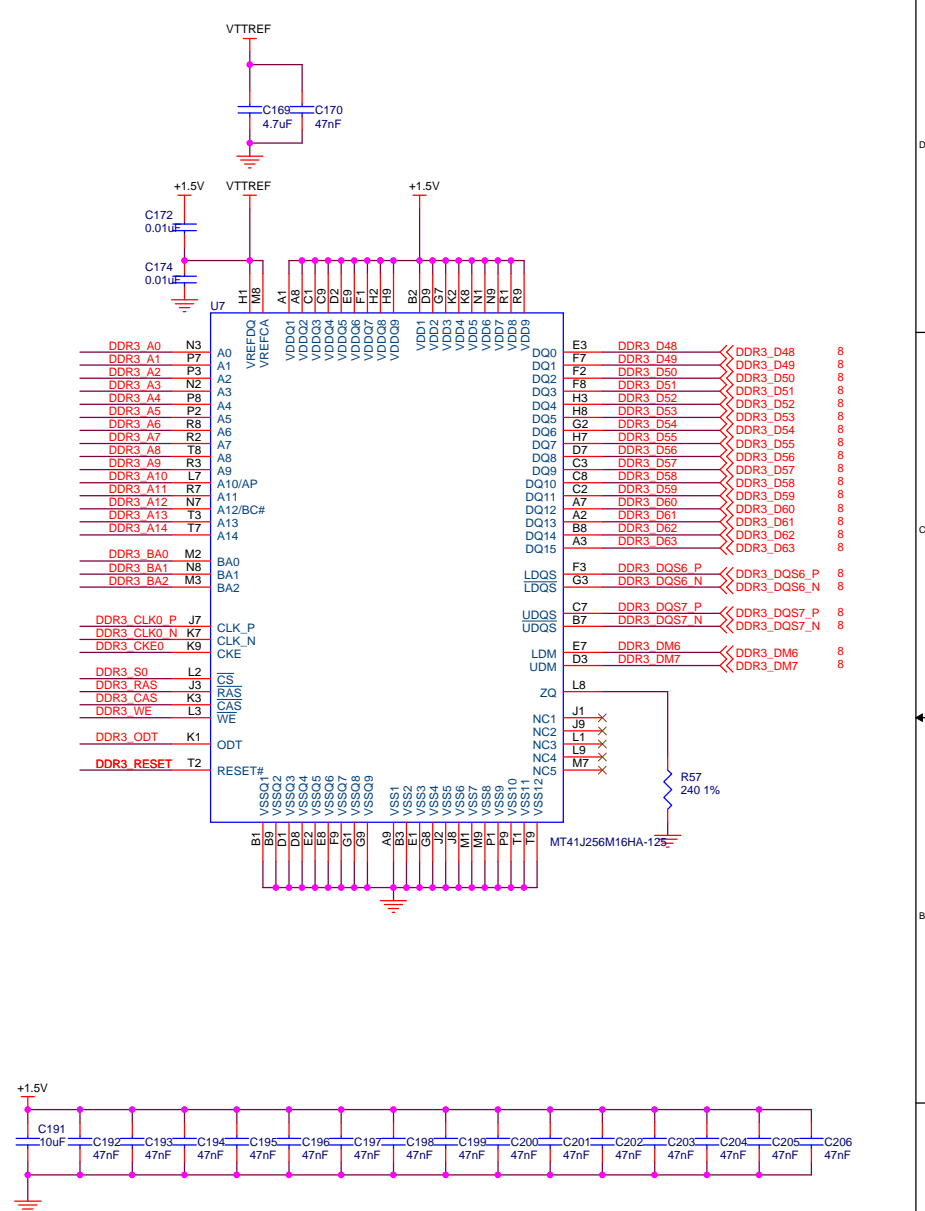 VTTREF
C169 C170
4.7uF 47nF
D
+1.5V VTTREF +1.5V
C172
0.01uF
C174
0.01uF
H1 M8 A1 A8 C1 C9 D2 E9 F1 H2 H9 B2 D9 G7 K2 K8 N1 N9 R1 R9
U7
VREFDQ VREFCA VDDQ1 VDDQ2 VDDQ3 VDDQ4 VDDQ5 VDDQ6 VDDQ7 VDDQ8 VDDQ9 VDD1 VDD2 VDD3 VDD4 VDD5 VDD6 VDD7 VDD8 VDD9
DDR3_A0 N3 A0
DDR3_A1 P7 A1
DDR3_A2 P3 A2
DDR3_A3 N2 A3
DDR3_A4 P8 A4
DDR3_A5 P2 A5
DDR3_A6 R8 A6
DDR3_A7 R2 A7
DDR3_A8 T8 A8
DDR3_A9 R3 A9
DDR3_A10 L7 A10/AP
DDR3_A11 R7 A11
DDR3_A12 N7 A12/BC#
DDR3_A13 T3 A13
DDR3_A14 T7 A14
DDR3_BA0 M2 BA0
DDR3_BA1 N8 BA1
DDR3_BA2 M3 BA2
DDR3_CLK0_P J7 CLK_P
DDR3_CLK0_N K7 CLK_N
DDR3_CKE0 K9 CKE
DDR3_S0 L2 CS
DDR3_RAS J3 RAS
DDR3_CAS K3 CAS
DDR3_WE L3 WE
DDR3_ODT K1 ODT
DDR3_RESET T2 RESET#
DQ0 E3 DDR3_D48 DDR3_D48 8
DQ1 F7 DDR3_D49 DDR3_D49 8
DQ2 F2 DDR3_D50 DDR3_D50 8
DQ3 F8 DDR3_D51 DDR3_D51 8
DQ4 H3 DDR3_D52 DDR3_D52 8
DQ5 H8 DDR3_D53 DDR3_D53 8
DQ6 G2 DDR3_D54 DDR3_D54 8
DQ7 H7 DDR3_D55 DDR3_D55 8
DQ8 D7 DDR3_D56 DDR3_D56 8
DQ9 C3 DDR3_D57 DDR3_D57 8
DQ10 C8 DDR3_D58 DDR3_D58 8
DQ11 C2 DDR3_D59 DDR3_D59 8
DQ12 A7 DDR3_D60 DDR3_D60 8
DQ13 A2 DDR3_D61 DDR3_D61 8
DQ14 B8 DDR3_D62 DDR3_D62 8
DQ15 A3 DDR3_D63 DDR3_D63 8
C
LDQS F3 DDR3_DQS6_P DDR3_DQS6_P 8
LDQS G3 DDR3_DQS6_N DDR3_DQS6_N 8
UDQS C7 DDR3_DQS7_P DDR3_DQS7_P 8
UDQS B7 DDR3_DQS7_N DDR3_DQS7_N 8
LDM E7 DDR3_DM6 DDR3_DM6 8
UDM D3 DDR3_DM7 DDR3_DM7 8
ZQ L8
NC1 J1
NC2 J9
NC3 L1
NC4 L9
NC5 M7
R57
240 1%
VSSQ1 VSSQ2 VSSQ3 VSSQ4 VSSQ5 VSSQ6 VSSQ7 VSSQ8 VSSQ9 VSS1 VSS2 VSS3 VSS4 VSS5 VSS6 VSS7 VSS8 VSS9 VSS10 VSS11 VSS12
B1 B9 D1 D8 E2 E8 F9 G1 G9 A9 B3 E1 G8 J2 J8 M1 M9 P1 P9 T1 T9
MT41J256M16HA-125
B
+1.5V
C191 C192 C193 C194 C195 C196 C197 C198 C199 C200 C201 C202 C203 C204 C205 C206
10uF 47nF 47nF 47nF 47nF 47nF 47nF 47nF 47nF 47nF 47nF 47nF 47nF 47nF 47nF 47nF